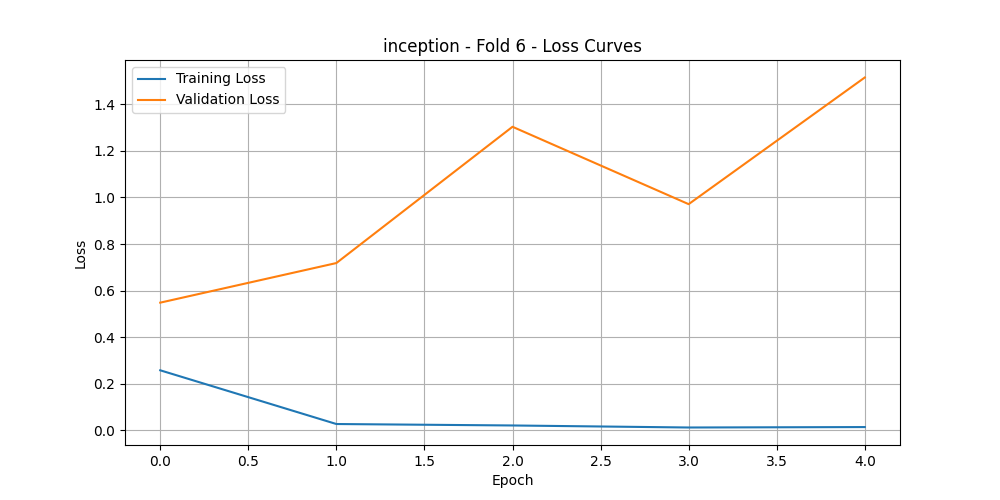 inception - Fold 6 - Loss Curves
Training Loss
Validation Loss
Loss
1.4
1.2
1.0
0.8
0.6
0.4
0.2
0.0
0.0 0.5 1.0 1.5 2.0 2.5 3.0 3.5 4.0
Epoch